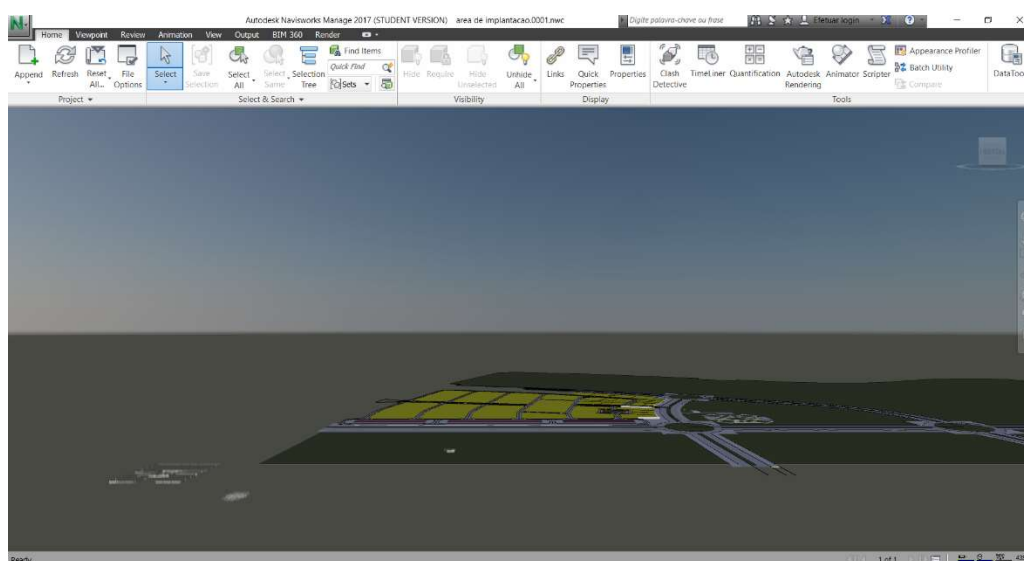 Autodesk Navisworks Manage 2017 (STUDENT VERSION) area de implantacao.0001.nwc
Digite palavra-chave ou frase
Efetuar login
Home Viewpoint Review Animation View Output BIM 360 Render
Append Refresh Reset All... File Options Select Save Selection Select All Select Same Selection Tree Find Items Quick Find Sets Hide Require Hide Unselected Unhide All Links Quick Properties Properties Clash Detective TimeLiner Quantification Autodesk Rendering Animator Scripter Appearance Profiler Batch Utility Compare DataToo
Project Select & Search Visibility Display Tools
Ready
1 of 1